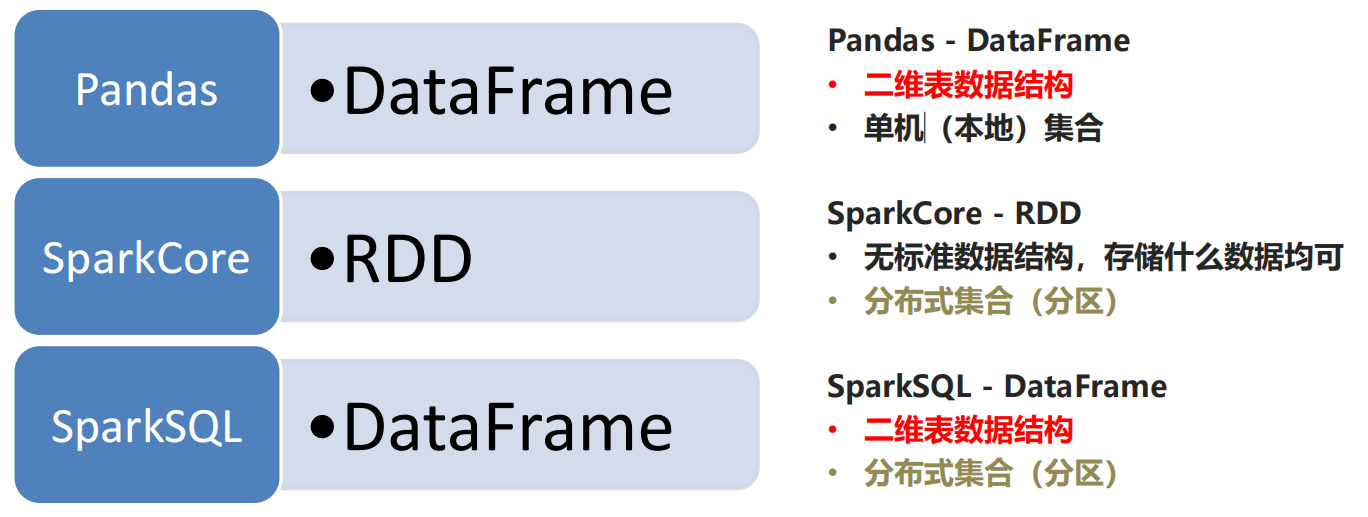 Pandas
•DataFrame
SparkCore
•RDD
SparkSQL
•DataFrame
Pandas - DataFrame
• 二维表数据结构
• 单机（本地）集合
SparkCore - RDD
• 无标准数据结构，存储什么数据均可
• 分布式集合（分区）
SparkSQL - DataFrame
• 二维表数据结构
• 分布式集合（分区）